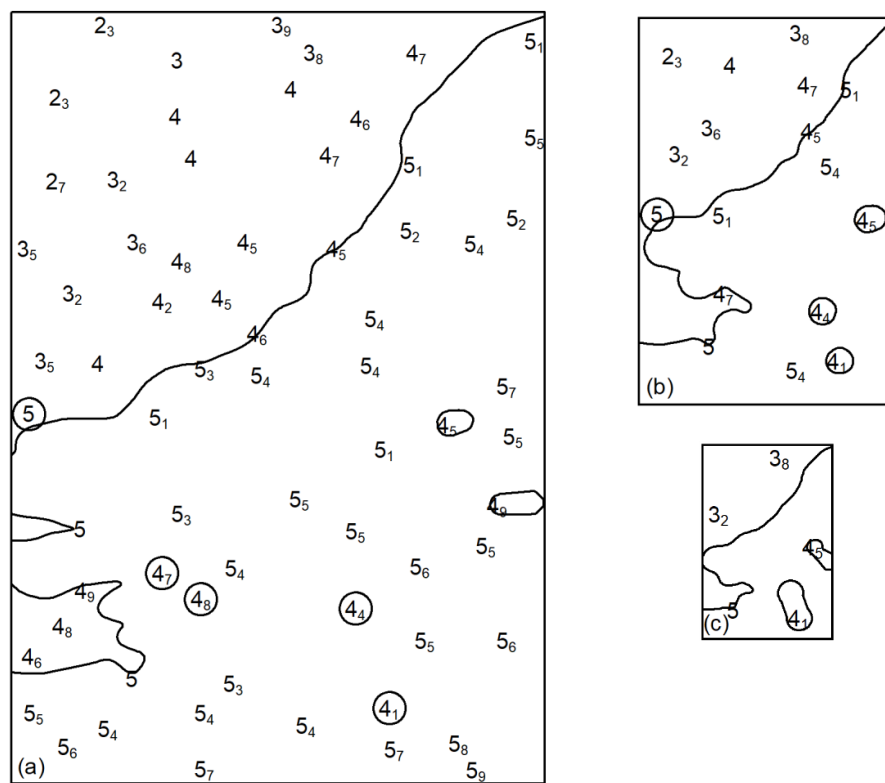 2₃ 3₉
5₁
3 3₈ 4₇
2₃ 4
4 4₆
5₅
4 4₇ 5₁
2₇ 3₂
5₂
3₅ 3₆ 4₅ 4₅ 5₂ 5₄
4₈
3₂ 4₂ 4₅
5₄
4₆
3₅ 4 5₃ 5₄ 5₄
5₇
5 5₁ 4₅
5₅
5₁
5₅ 4₉
5₃
5 5₅ 5₅
4₇ 5₄ 5₆
4₉ 4₈ 4₄
4₈ 5₅ 5₆
4₆
5 5₃
5₅ 5₄ 4₁
5₄ 5₄
5₆ 5₇ 5₈
(a) 5₇ 5₉
3₈
2₃ 4
4₇ 5₁
3₆ 4₅
3₂ 5₄
5 5₁ 4₅
4₇
4₄
5
5₄ 4₁
(b)
3₈
3₂
4₅
5 4₁
(c)